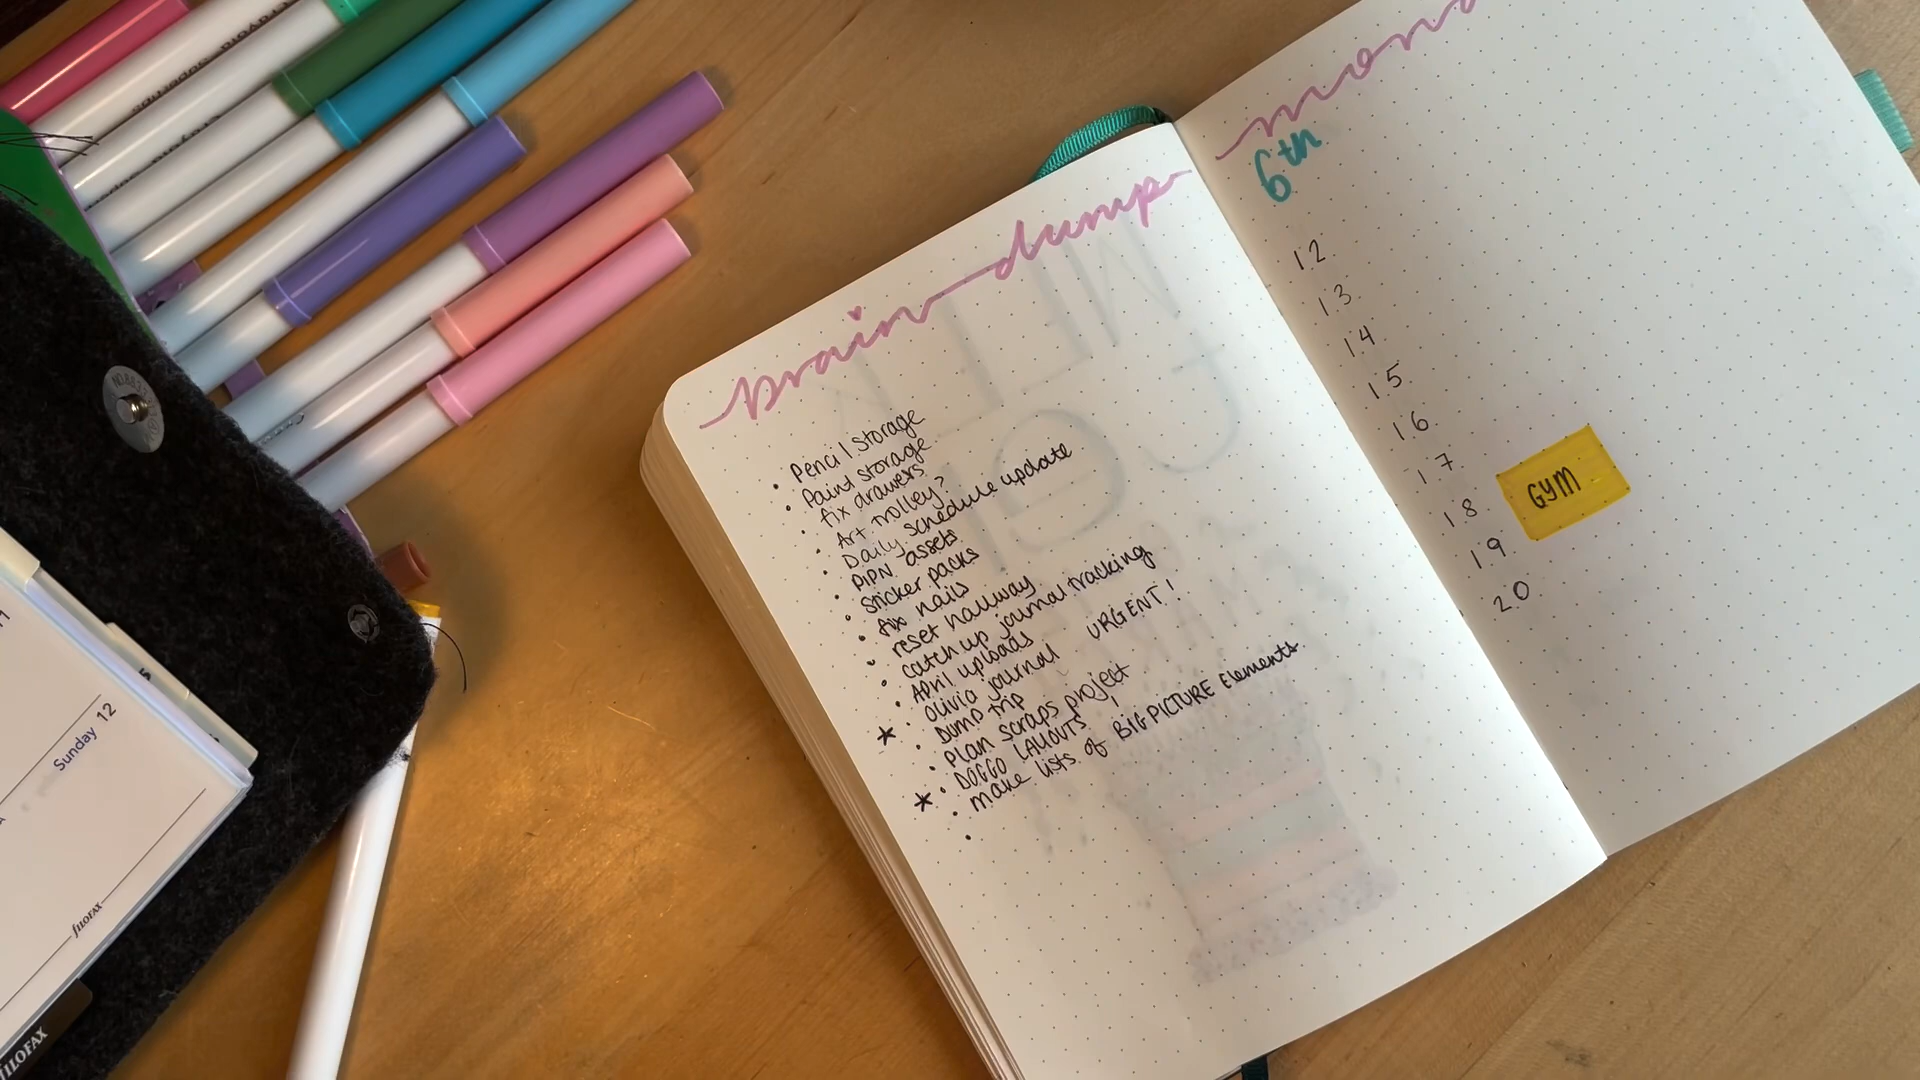 brain dump
Pencil Storage
Paint storage
fix drawers
Art trolley?
Daily schedule update
PIPN assets
Sticker packs
fix nails
reset hallway
catch up journal tracking
April uploads
Olivia journal URGENT!
Dump trip
plan scraps project
DOGGO LAYOUTS!
make lists of BIG PICTURE Elements.
6th
12
13
14
15
16
17
18
19
20
GYM
Sunday 12
FILOFAX
FILOFAX